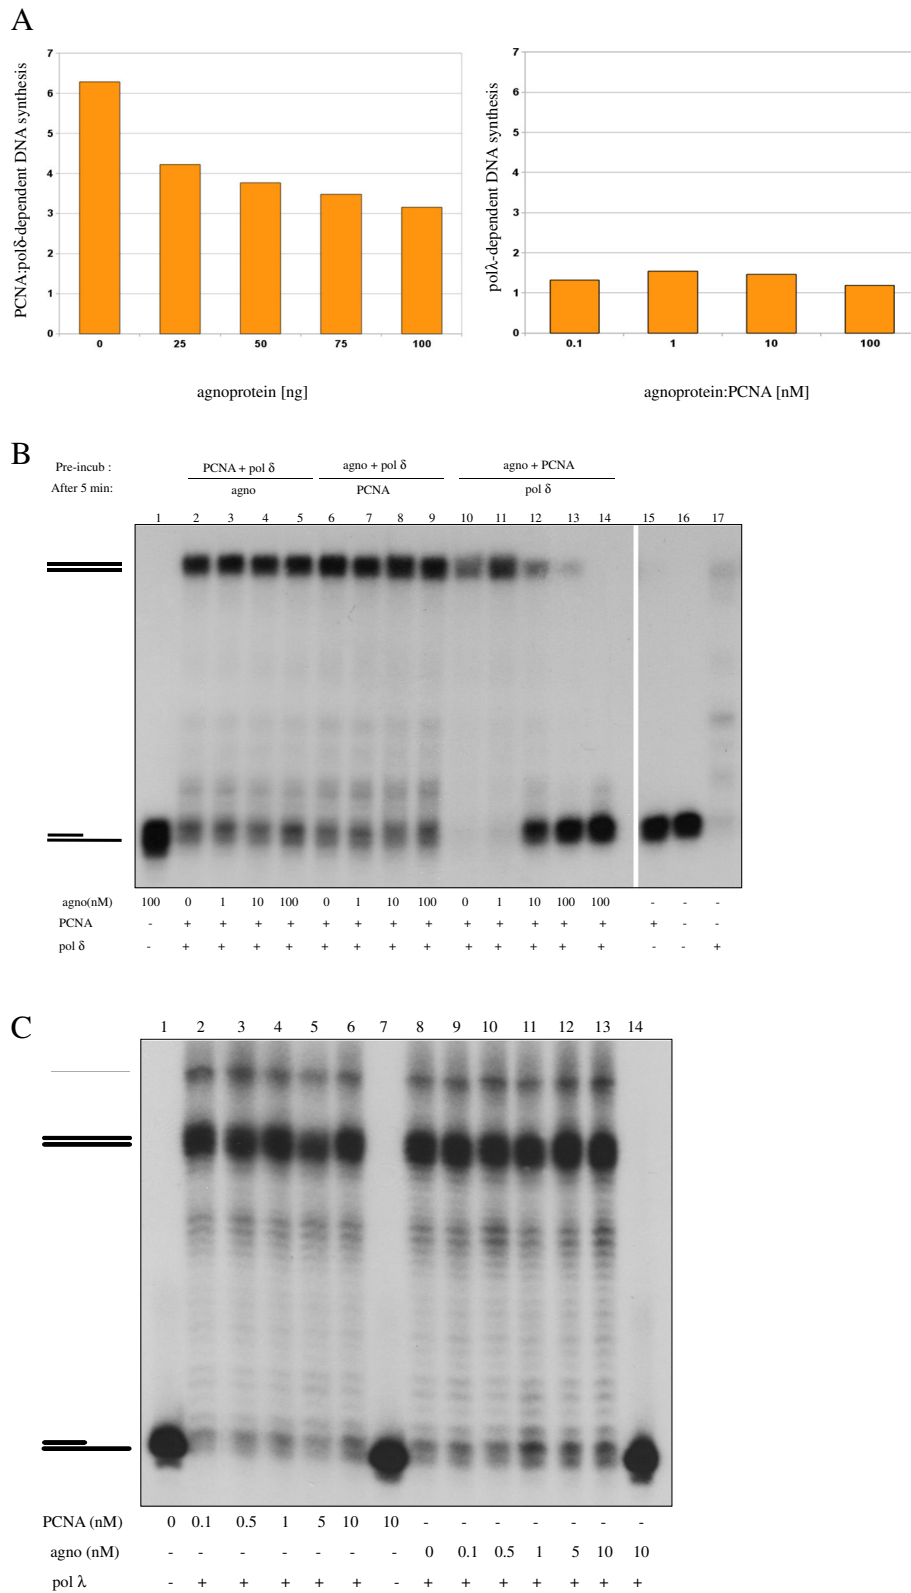 A
PCNA:polδ-dependent DNA synthesis
7
6
5
4
3
2
1
0
0 25 50 75 100
agnoprotein [ng]
polλ-dependent DNA synthesis
7
6
5
4
3
2
1
0
0.1 1 10 100
agnoprotein:PCNA [nM]
B
Pre-incub : PCNA + pol δ agno + pol δ agno + PCNA
After 5 min: agno PCNA pol δ
1 2 3 4 5 6 7 8 9 10 11 12 13 14 15 16 17
agno(nM) 100 0 1 10 100 0 1 10 100 0 1 10 100 100 - - -
PCNA - + + + + + + + + + + + + + + - -
pol δ - + + + + + + + + + + + + + - - +
C
1 2 3 4 5 6 7 8 9 10 11 12 13 14
PCNA (nM) 0 0.1 0.5 1 5 10 10 - - - - - - -
agno (nM) - - - - - - - 0 0.1 0.5 1 5 10 10
pol λ - + + + + + - + + + + + + +